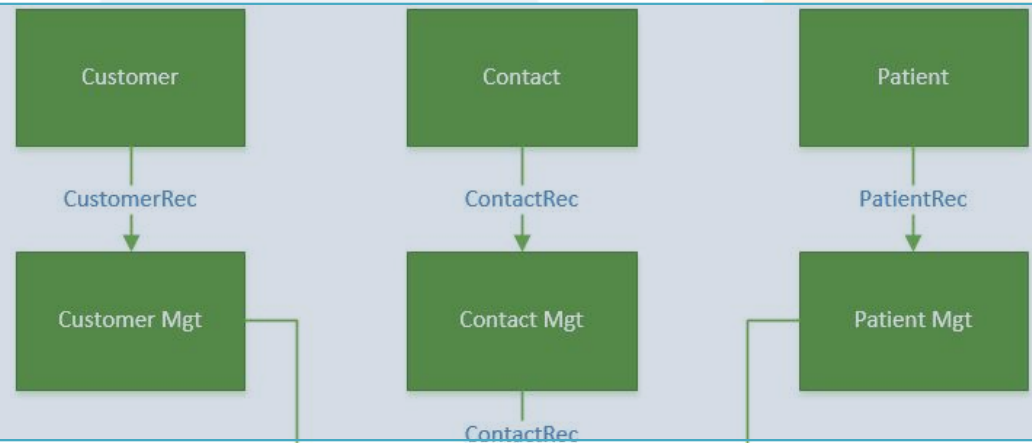 Customer
Contact
Patient
CustomerRec
ContactRec
PatientRec
Customer Mgt
Contact Mgt
Patient Mgt
ContactRec